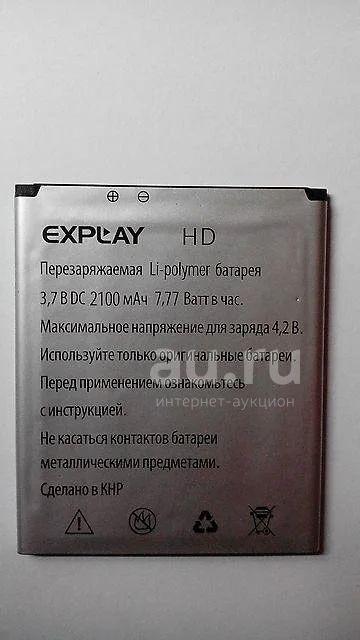 ⊕ ⊖
EXPLAY HD
Перезаряжаемая Li-polymer батарея
3,7 В DC 2100 мАч 7,77 Ватт в час.
Максимальное напряжение для заряда 4,2 В.
Используйте только оригинальные батареи.
au.ru
Перед применением ознакомьтесь
интернет-аукцион
с инструкцией.
Не касаться контактов батареи
металлическими предметами.
Сделано в КНР